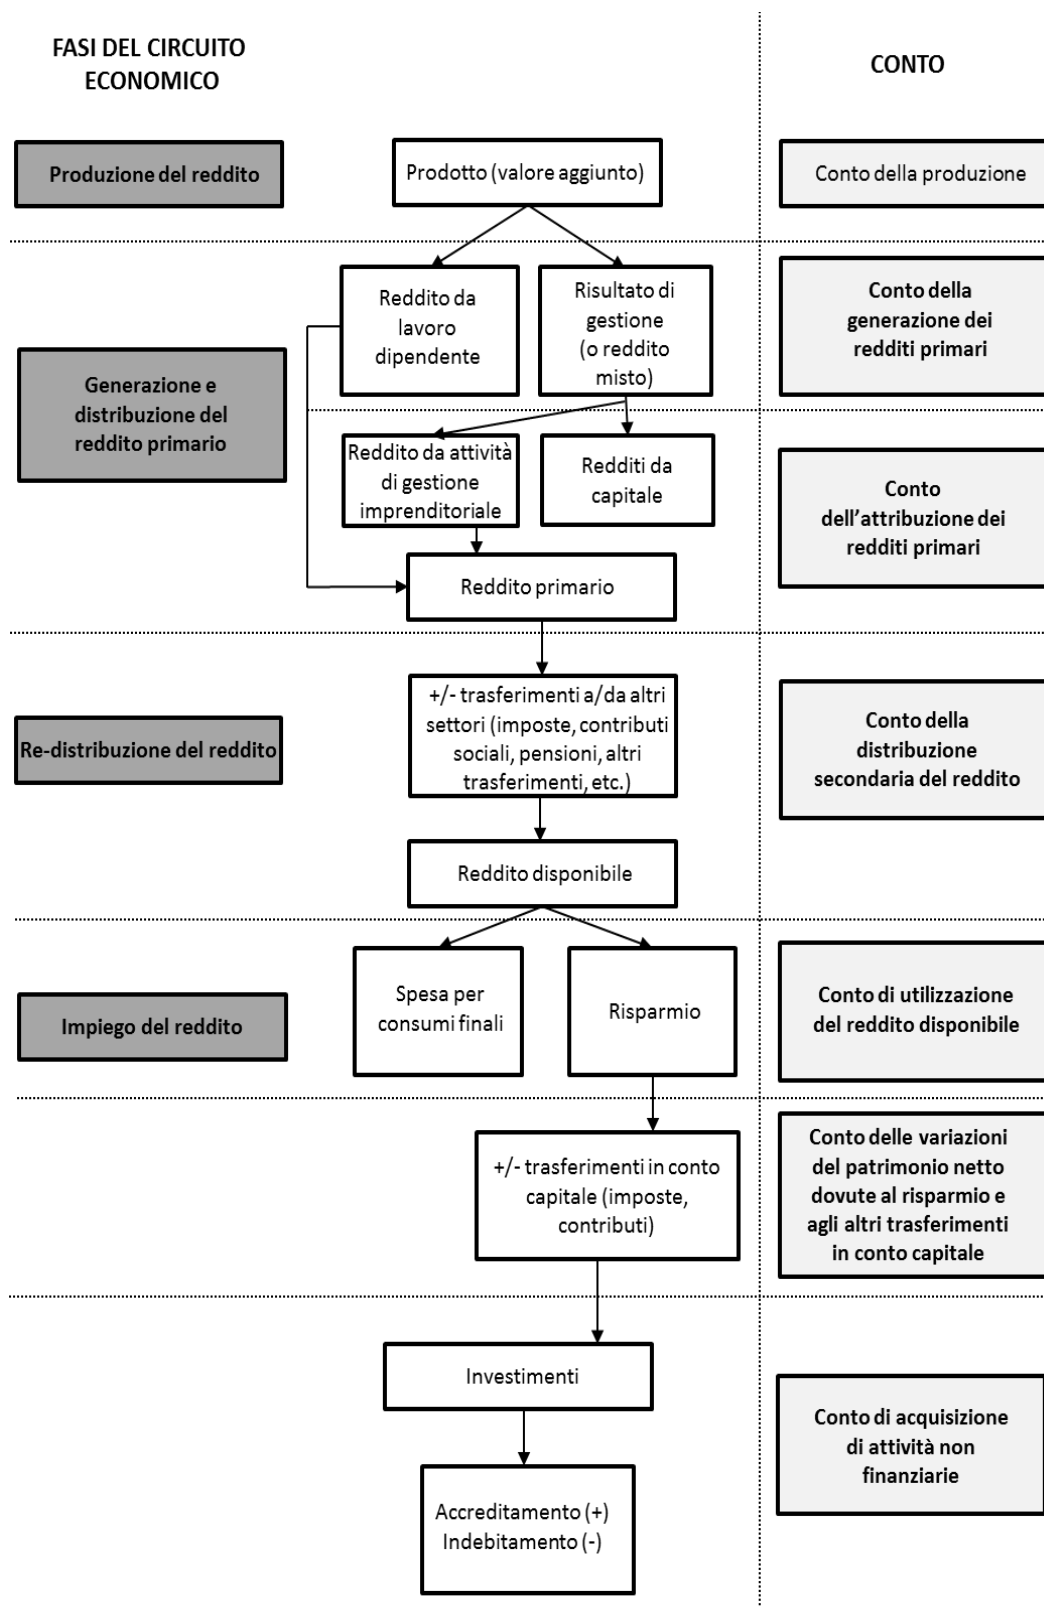 FASI DEL CIRCUITO
ECONOMICO
CONTO
Produzione del reddito
Prodotto (valore aggiunto)
Conto della produzione
Reddito da
lavoro
dipendente
Risultato di
gestione
(o reddito
misto)
Conto della
generazione dei
redditi primari
Generazione e
distribuzione del
reddito primario
Reddito da attività
di gestione
imprenditoriale
Redditi da
capitale
Conto
dell'attribuzione dei
redditi primari
Reddito primario
Re-distribuzione del reddito
+/- trasferimenti a/da altri
settori (imposte, contributi
sociali, pensioni, altri
trasferimenti, etc.)
Conto della
distribuzione
secondaria del reddito
Reddito disponibile
Impiego del reddito
Spesa per
consumi finali
Risparmio
Conto di utilizzazione
del reddito disponibile
+/- trasferimenti in conto
capitale (imposte,
contributi)
Conto delle variazioni
del patrimonio netto
dovute al risparmio e
agli altri trasferimenti
in conto capitale
Investimenti
Conto di acquisizione
di attività non
finanziarie
Accreditamento (+)
Indebitamento (-)